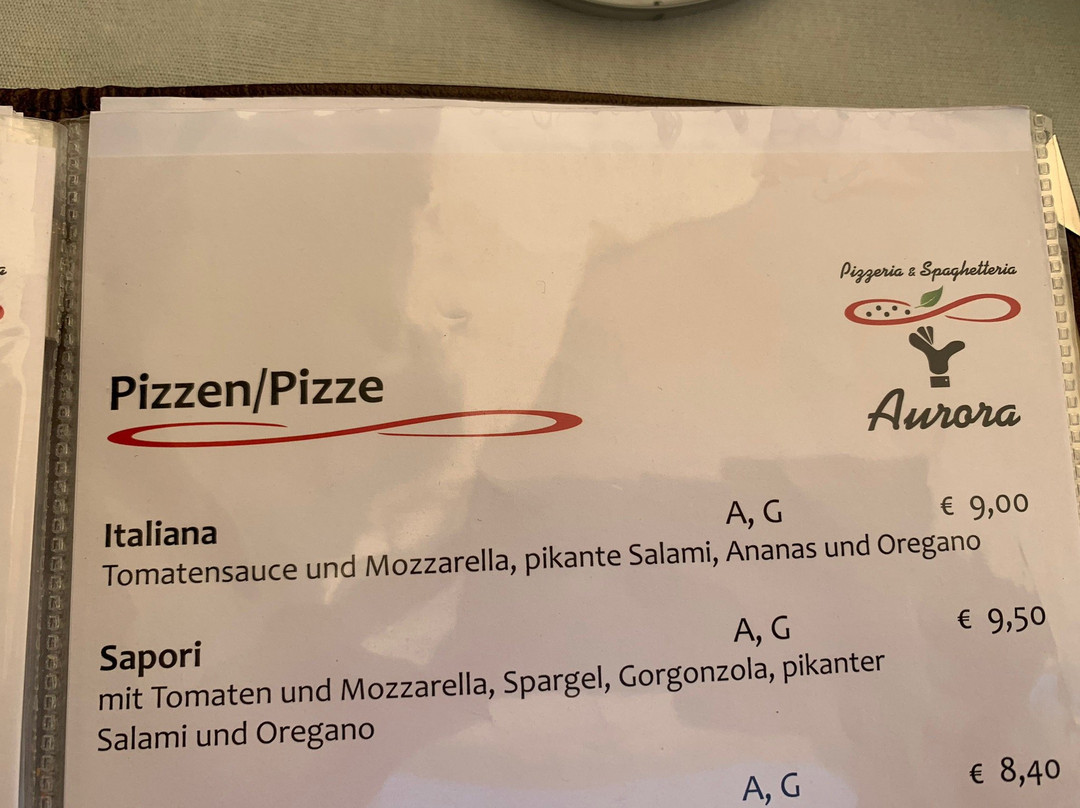 Pizzeria & Spaghetteria
Aurora
Pizzen/Pizze
Italiana A, G € 9,00
Tomatensauce und Mozzarella, pikante Salami, Ananas und Oregano
Sapori A, G € 9,50
mit Tomaten und Mozzarella, Spargel, Gorgonzola, pikanter
Salami und Oregano
A, G € 8,40